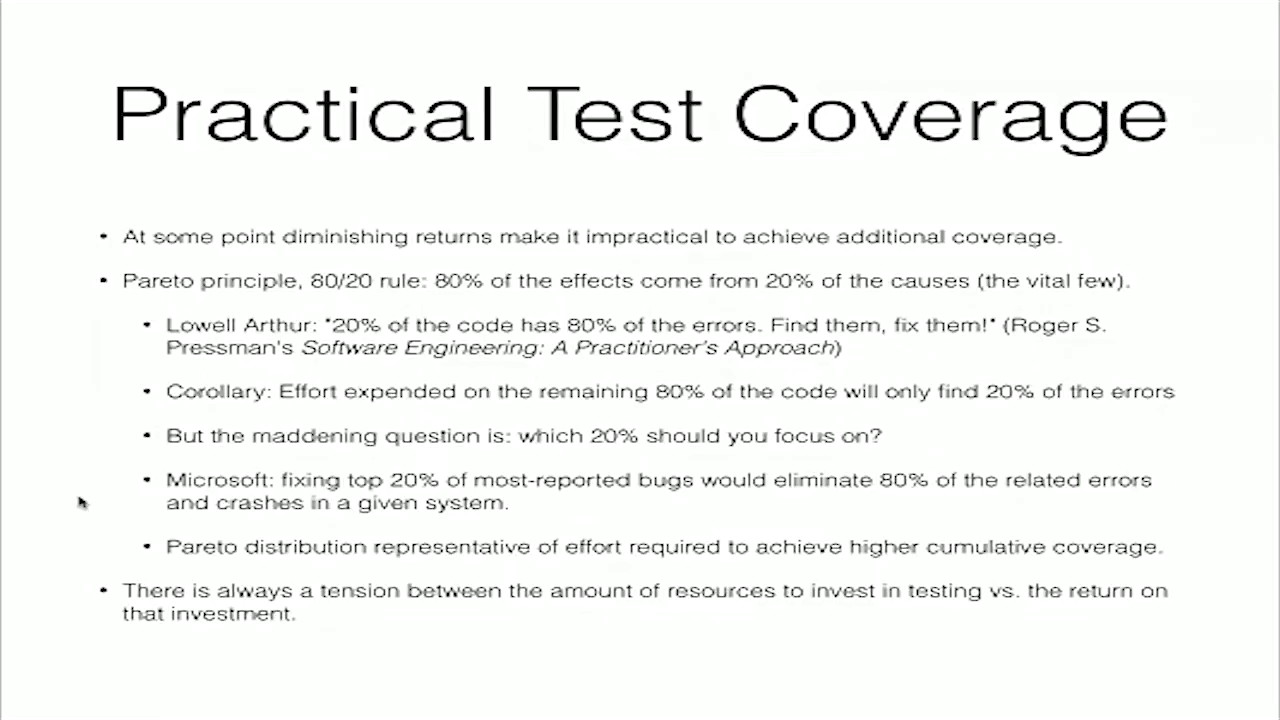 Practical Test Coverage
• At some point diminishing returns make it impractical to achieve additional coverage.
• Pareto principle, 80/20 rule: 80% of the effects come from 20% of the causes (the vital few).
• Lowell Arthur: "20% of the code has 80% of the errors. Find them, fix them!" (Roger S.
Pressman's Software Engineering: A Practitioner's Approach)
• Corollary: Effort expended on the remaining 80% of the code will only find 20% of the errors
• But the maddening question is: which 20% should you focus on?
• Microsoft: fixing top 20% of most-reported bugs would eliminate 80% of the related errors
and crashes in a given system.
• Pareto distribution representative of effort required to achieve higher cumulative coverage.
• There is always a tension between the amount of resources to invest in testing vs. the return on
that investment.